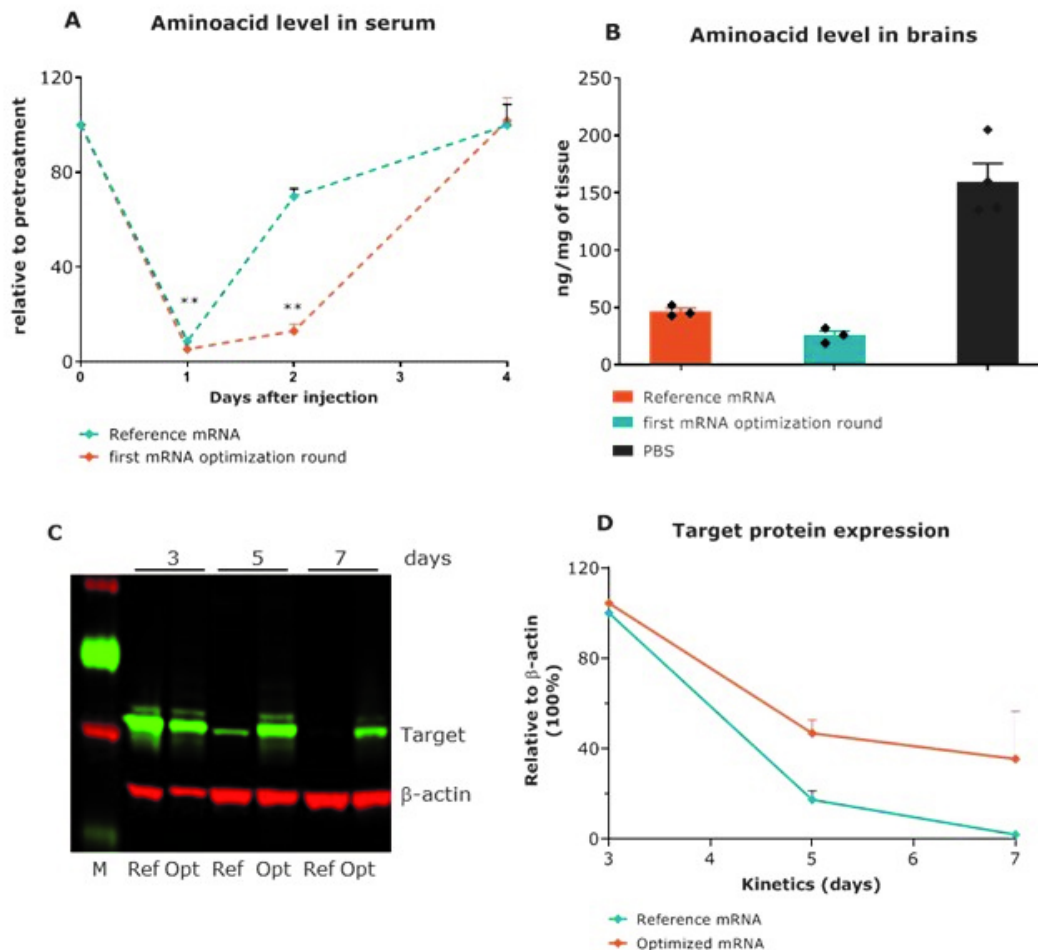 A
Aminoacid level in serum
relative to pretreatment
120
80
40
0
**
**
0 1 2 3 4
Days after injection
Reference mRNA
first mRNA optimization round
B
Aminoacid level in brains
ng/mg of tissue
250
200
150
100
50
0
Reference mRNA
first mRNA optimization round
PBS
C
3 5 7 days
Target
β-actin
M Ref Opt Ref Opt Ref Opt
D
Target protein expression
Relative to β-actin
(100%)
120
80
40
0
3 4 5 6 7
Kinetics (days)
Reference mRNA
Optimized mRNA